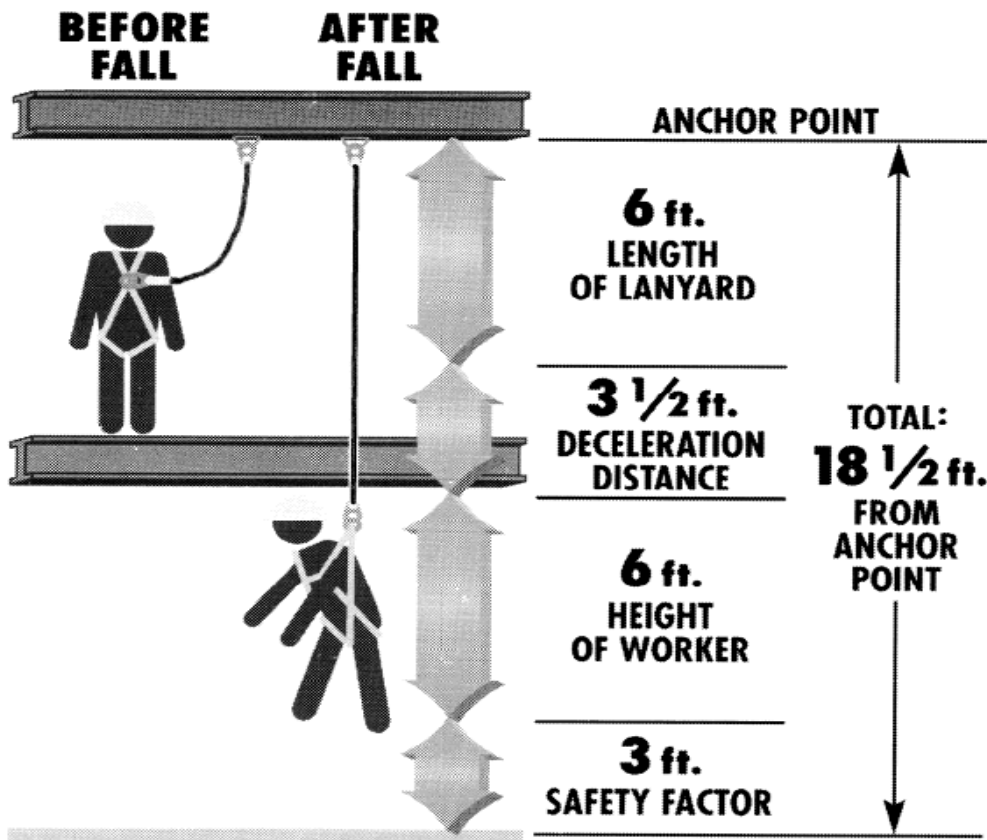 BEFORE
FALL
AFTER
FALL
ANCHOR POINT
6 ft.
LENGTH
OF LANYARD
3 1/2 ft.
DECELERATION
DISTANCE
6 ft.
HEIGHT
OF WORKER
3 ft.
SAFETY FACTOR
TOTAL:
18 1/2 ft.
FROM
ANCHOR
POINT